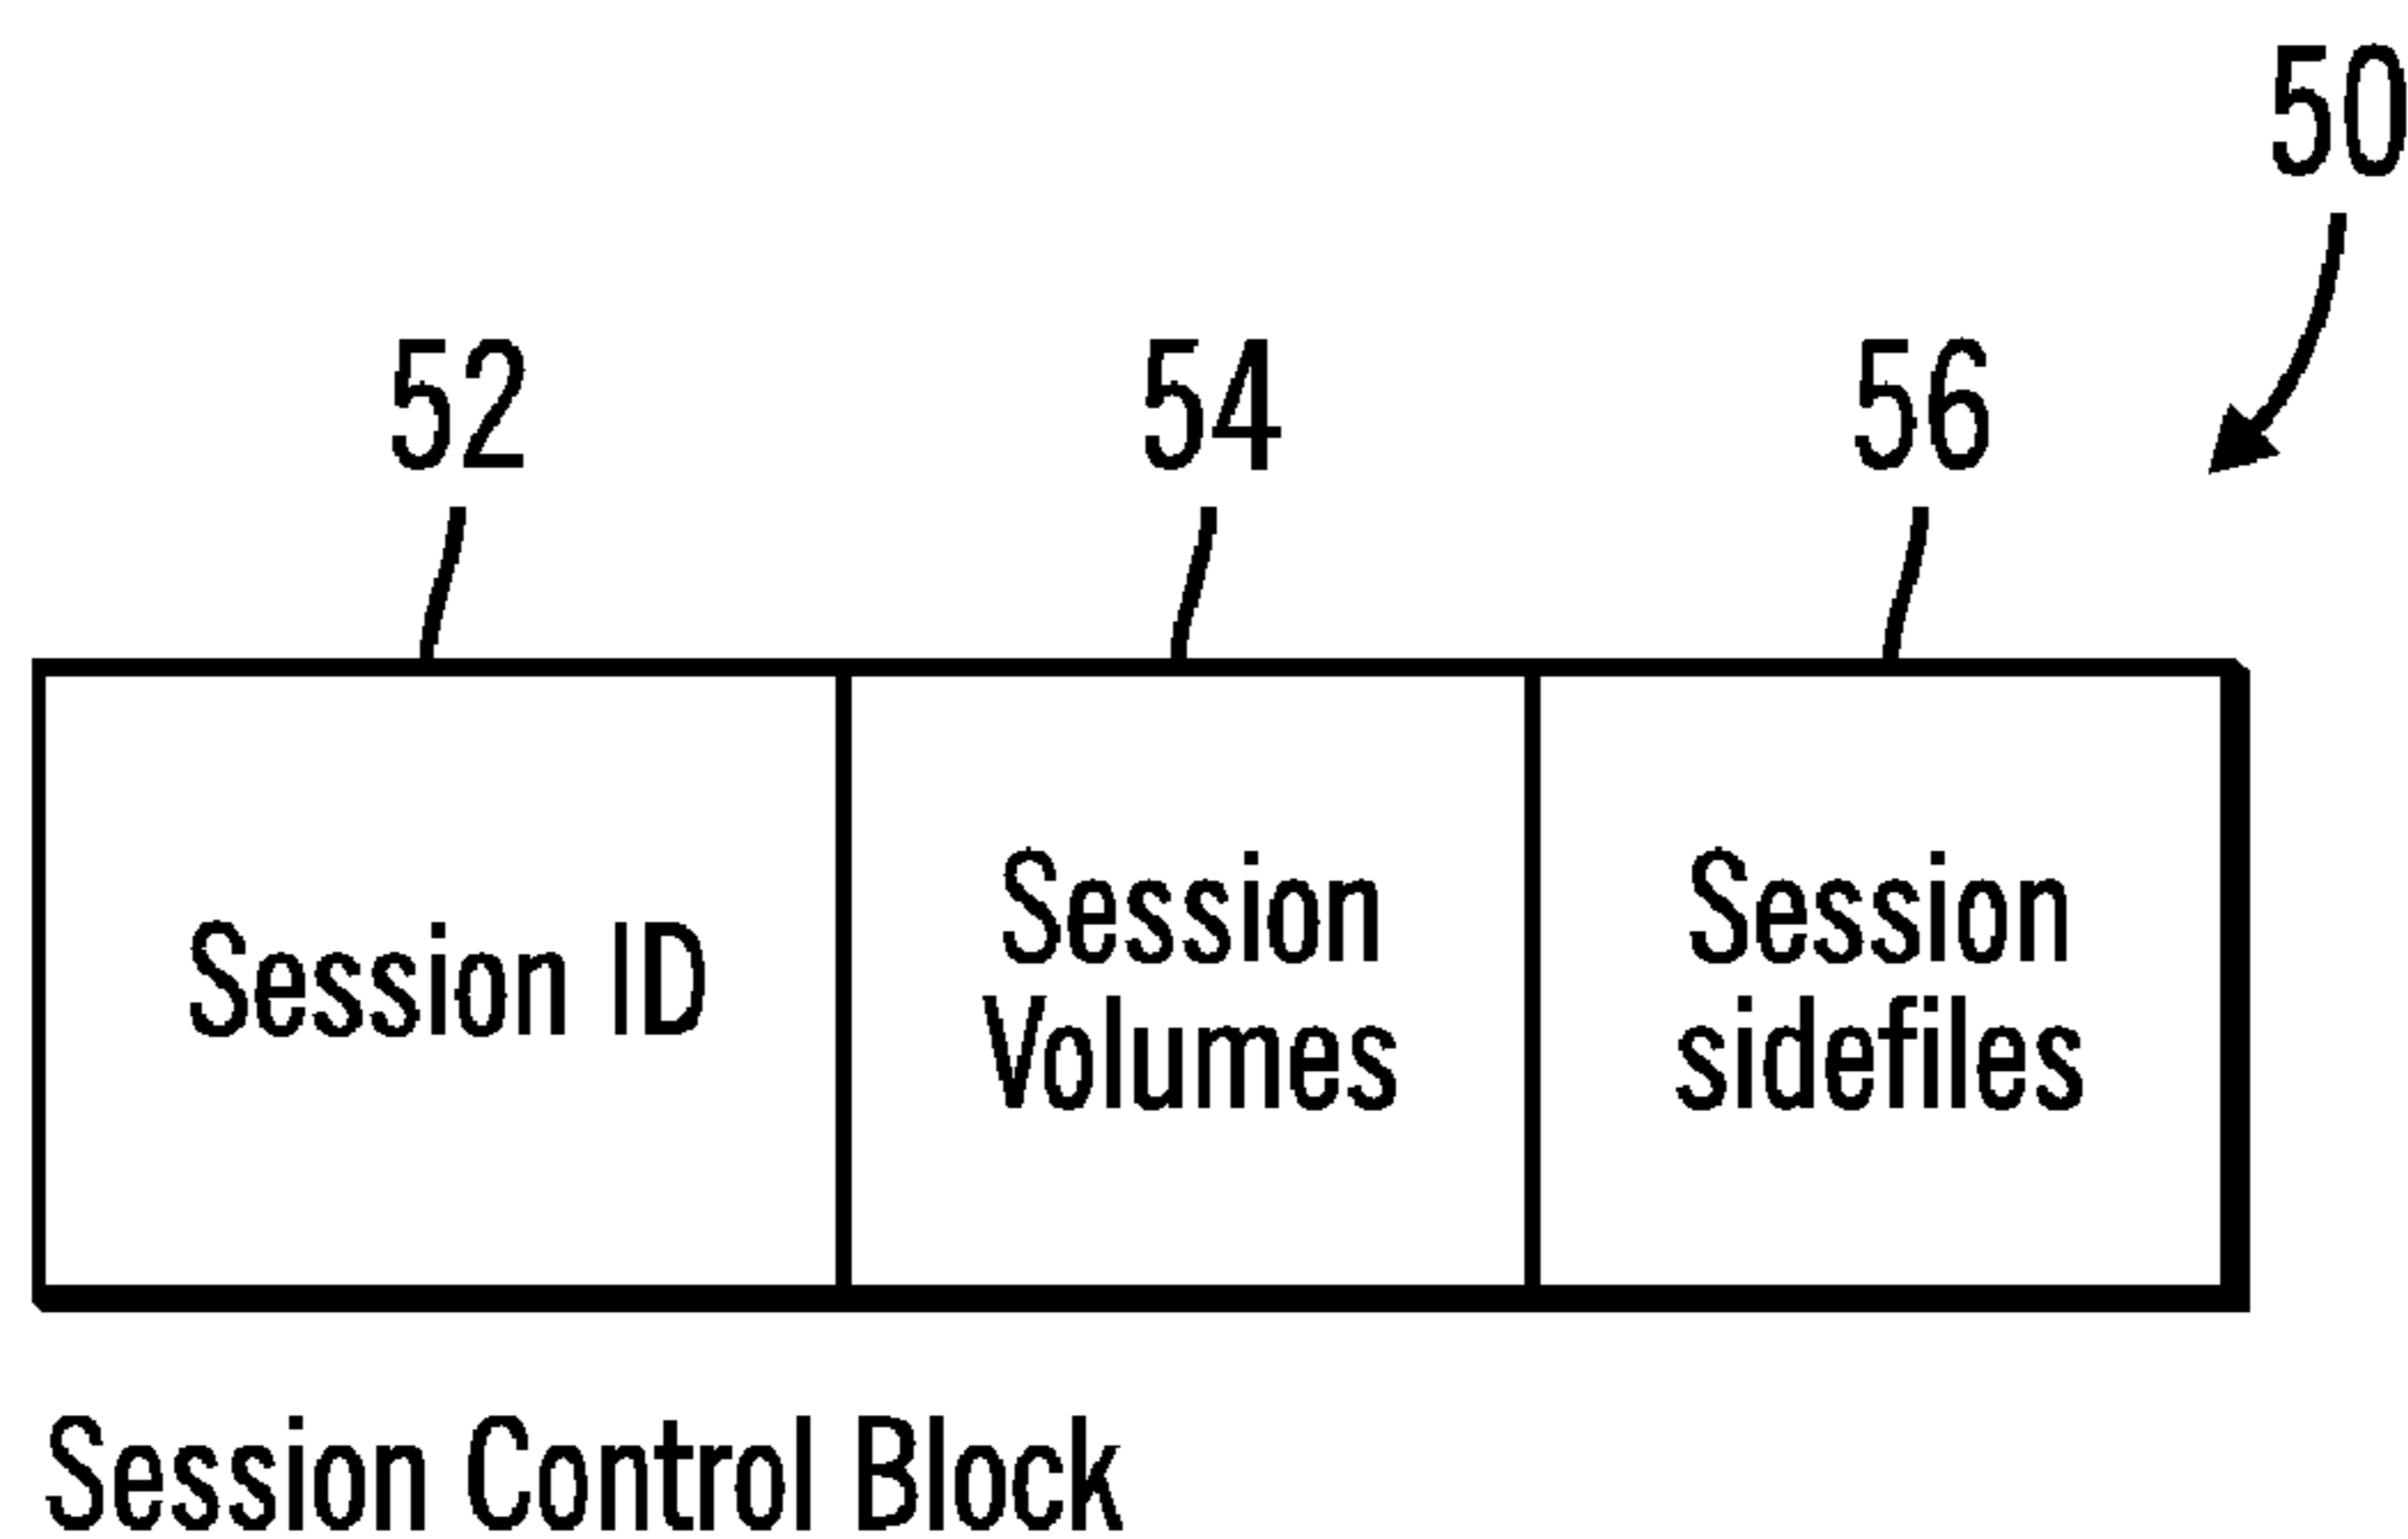 50
52 54 56
Session ID
Session
Volumes
Session
sidefiles
Session Control Block